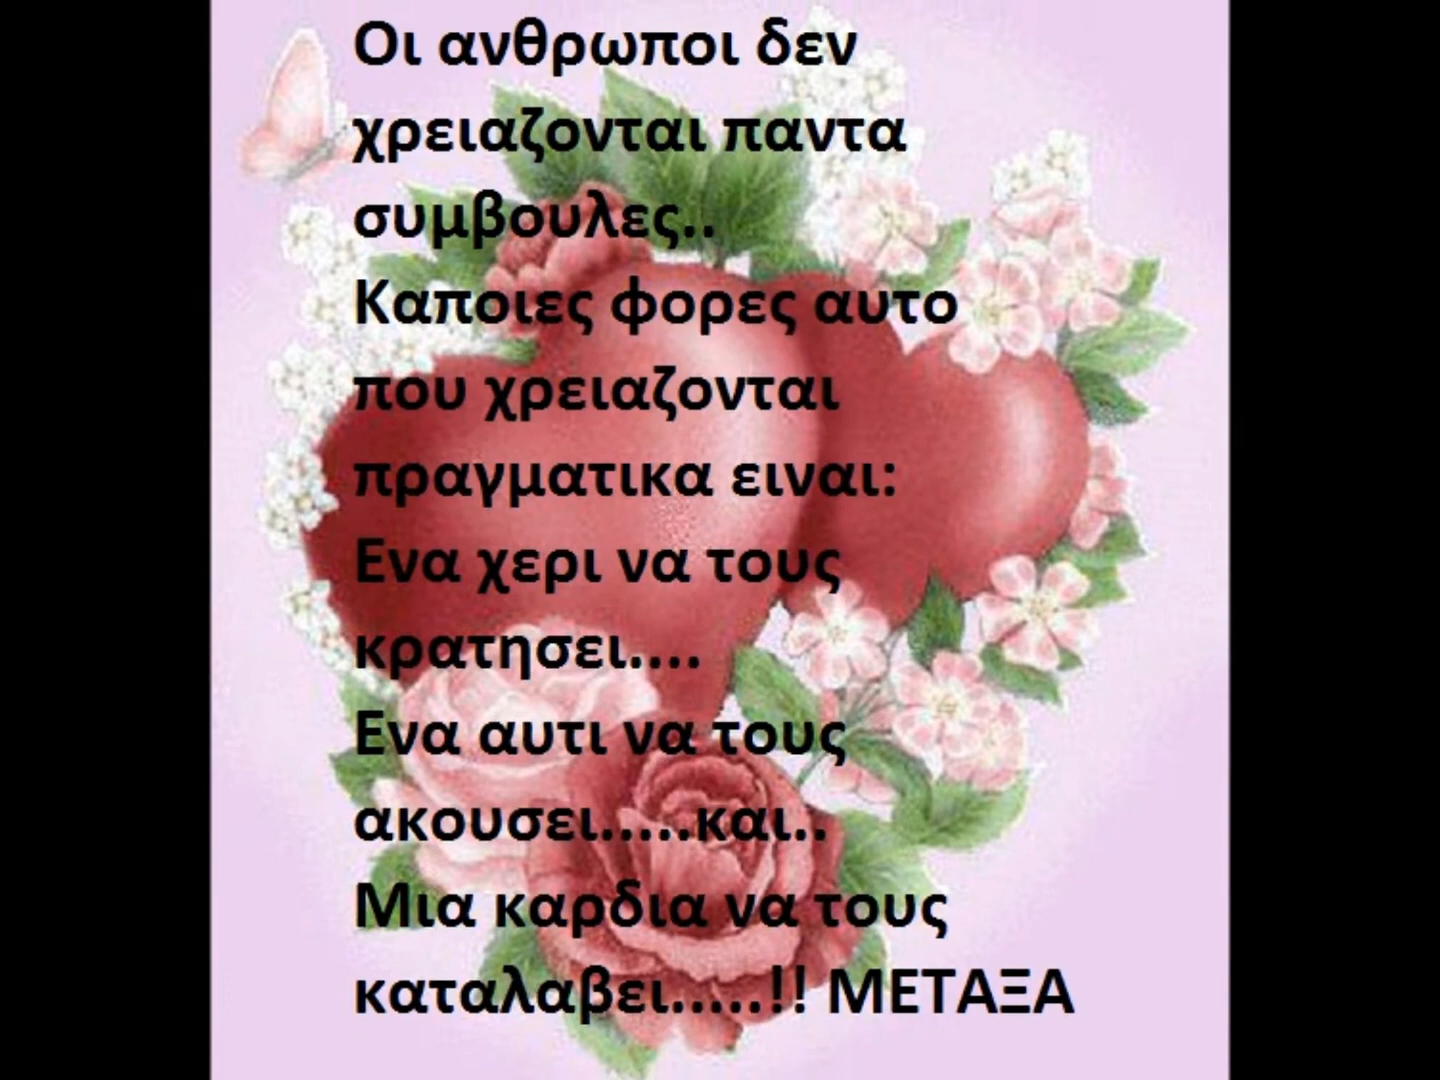 Οι ανθρωποι δεν
χρειαζονται παντα
συμβουλες..
Καποιες φορες αυτο
που χρειαζονται
πραγματικα ειναι:
Ενα χερι να τους
κρατησει....
Ενα αυτι να τους
ακουσει.....και..
Μια καρδια να τους
καταλαβει.....!! ΜΕΤΑΞΑ